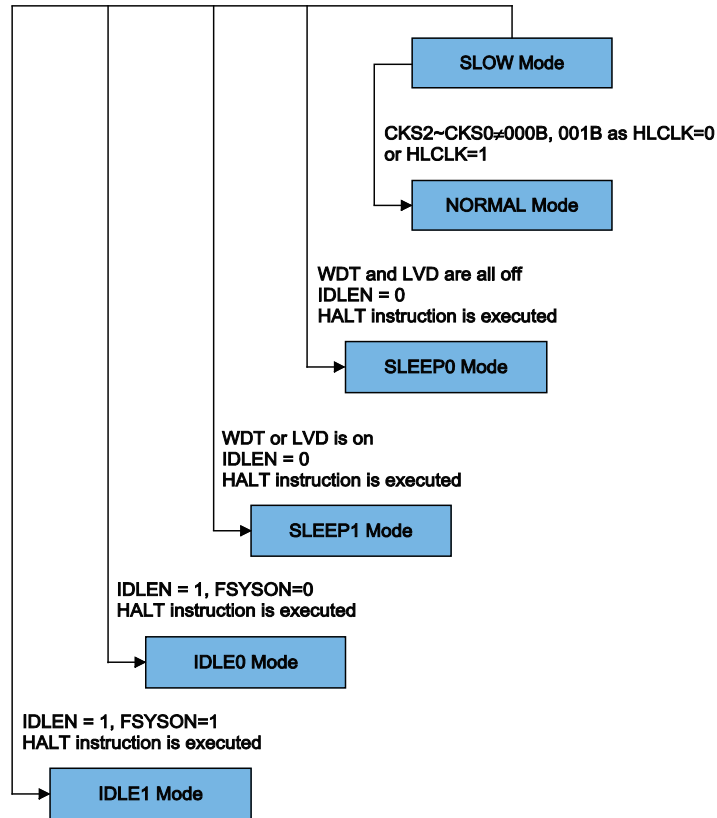 SLOW Mode
CKS2~CKS0≠000B, 001B as HLCLK=0
or HLCLK=1
NORMAL Mode
WDT and LVD are all off
IDLEN = 0
HALT instruction is executed
SLEEP0 Mode
WDT or LVD is on
IDLEN = 0
HALT instruction is executed
SLEEP1 Mode
IDLEN = 1, FSYSON=0
HALT instruction is executed
IDLE0 Mode
IDLEN = 1, FSYSON=1
HALT instruction is executed
IDLE1 Mode